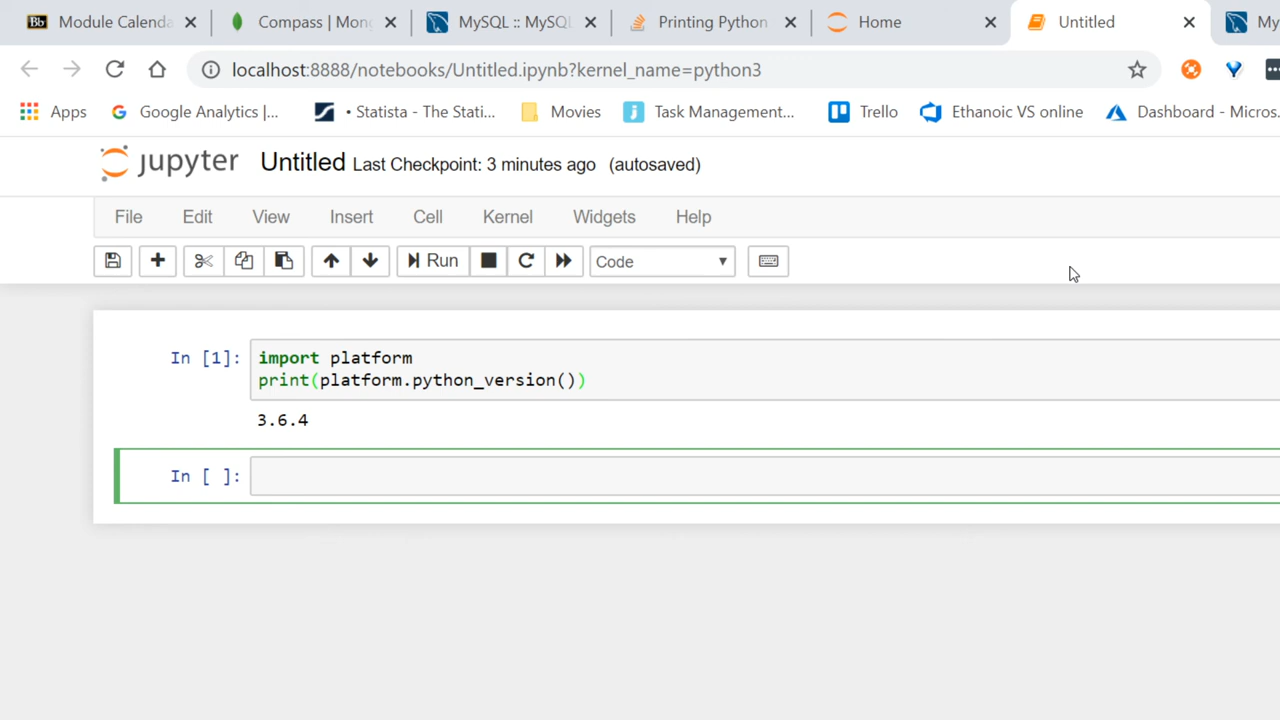 Bb Module Calenda
Compass | Mon
MySQL :: MySQL
Printing Python
Home
Untitled
My
localhost:8888/notebooks/Untitled.ipynb?kernel_name=python3
Apps
Google Analytics |...
• Statista - The Stati...
Movies
j Task Management...
Trello
Ethanoic VS online
Dashboard - Micros.
jupyter Untitled Last Checkpoint: 3 minutes ago (autosaved)
File Edit View Insert Cell Kernel Widgets Help
Run
Code
In [1]: import platform
print(platform.python_version())
3.6.4
In [ ]: